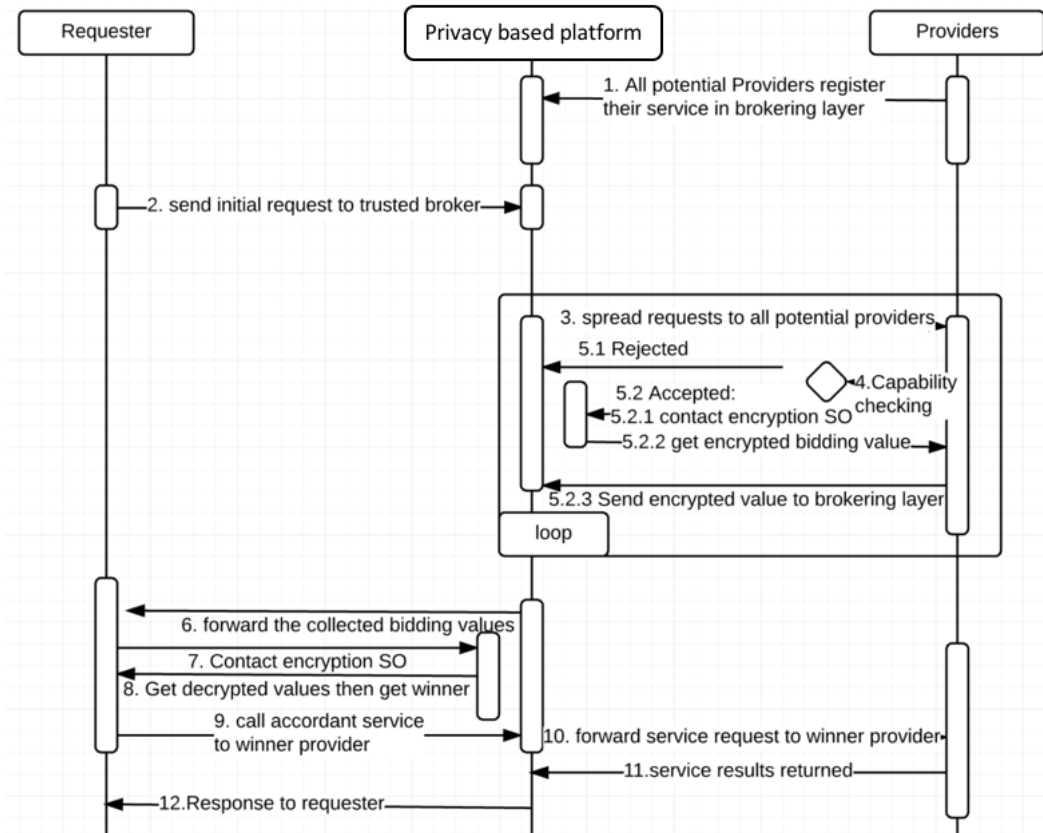 Requester
Privacy based platform
Providers
1. All potential Providers register
their service in brokering layer
2. send initial request to trusted broker
3. spread requests to all potential providers
5.1 Rejected
4.Capability
checking
5.2 Accepted:
5.2.1 contact encryption SO
5.2.2 get encrypted bidding value
5.2.3 Send encrypted value to brokering layer
loop
6. forward the collected bidding values
7. Contact encryption SO
8. Get decrypted values then get winner
9. call accordant service
to winner provider
10. forward service request to winner provider
11.service results returned
12.Response to requester